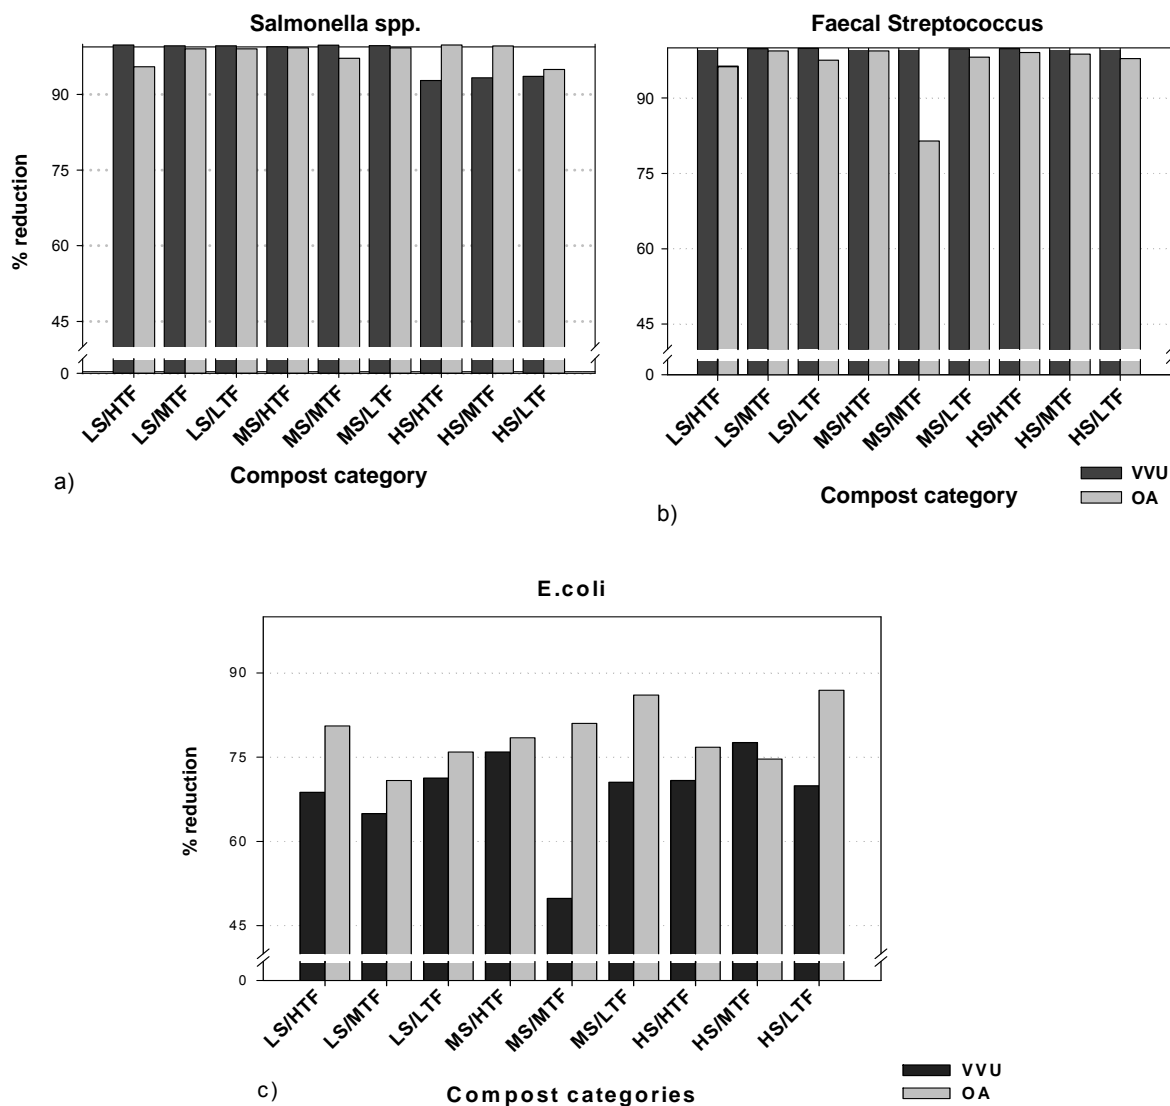 Salmonella spp.
% reduction
90
75
60
45
0
LS/HTF
LS/MTF
LS/LTF
MS/HTF
MS/MTF
MS/LTF
HS/HTF
HS/MTF
HS/LTF
Compost category
a)
Faecal Streptococcus
90
75
60
45
0
LS/HTF
LS/MTF
LS/LTF
MS/HTF
MS/MTF
MS/LTF
HS/HTF
HS/MTF
HS/LTF
Compost category
b)
VVU
OA
E.coli
% reduction
90
75
60
45
0
LS/HTF
LS/MTF
LS/LTF
MS/HTF
MS/MTF
MS/LTF
HS/HTF
HS/MTF
HS/LTF
c)
Compost categories
VVU
OA